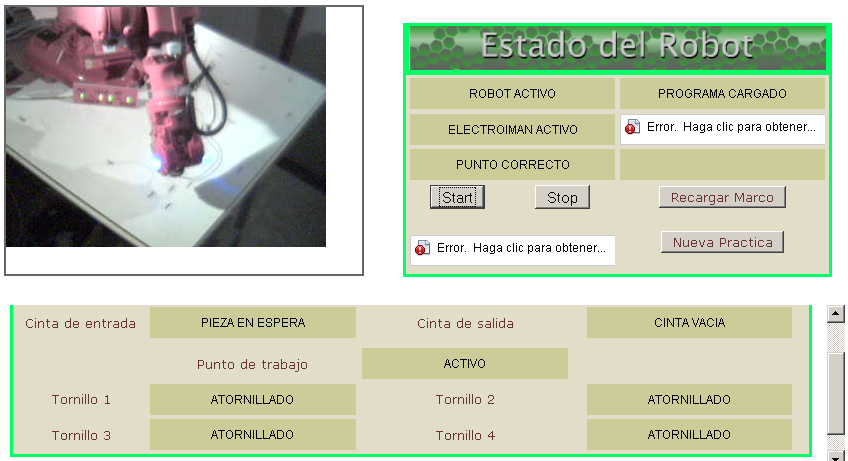 Estado del Robot
ROBOT ACTIVO
PROGRAMA CARGADO
ELECTROIMAN ACTIVO
Error. Haga clic para obtener...
PUNTO CORRECTO
Start
Stop
Recargar Marco
Error. Haga clic para obtener...
Nueva Practica
Cinta de entrada
PIEZA EN ESPERA
Cinta de salida
CINTA VACIA
Punto de trabajo
ACTIVO
Tornillo 1
ATORNILLADO
Tornillo 2
ATORNILLADO
Tornillo 3
ATORNILLADO
Tornillo 4
ATORNILLADO